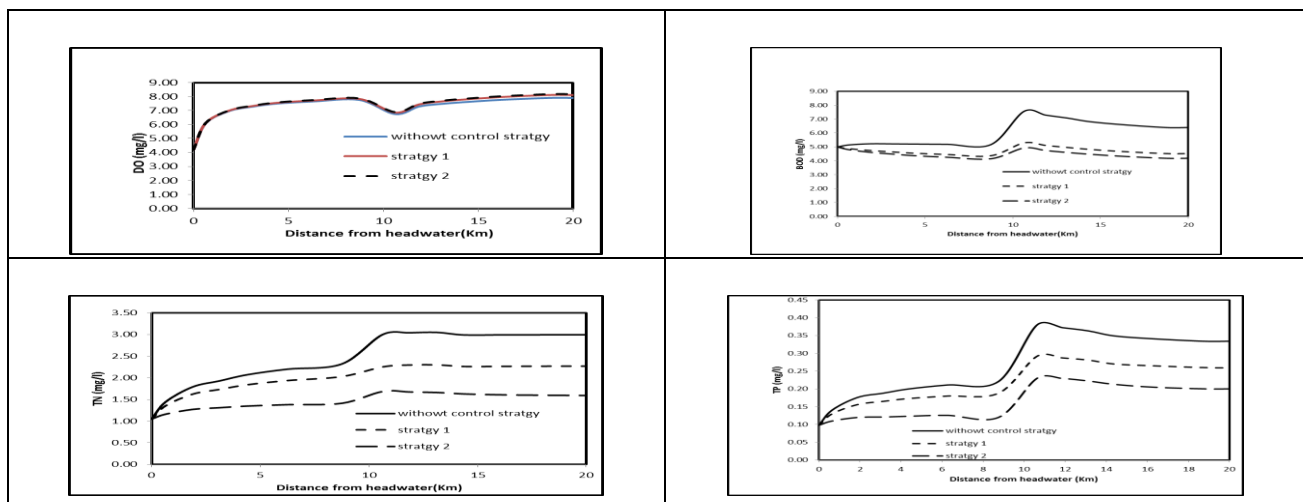 9.00
8.00
7.00
6.00
5.00
4.00
3.00
2.00
1.00
0.00
DO (mg/l)
withowt control stratgy
stratgy 1
stratgy 2
0 5 10 15 20
Distance from headwater(Km)
9.00
8.00
7.00
6.00
5.00
4.00
3.00
2.00
1.00
0.00
BOD (mg/l)
withowt control stratgy
stratgy 1
stratgy 2
0 5 10 15 20
Distance from headwater(Km)
3.50
3.00
2.50
2.00
1.50
1.00
0.50
0.00
TN (mg/l)
withowt control stratgy
stratgy 1
stratgy 2
0 5 10 15 20
Distance from headwater(Km)
0.45
0.40
0.35
0.30
0.25
0.20
0.15
0.10
0.05
0.00
TP (mg/l)
withowt control stratgy
stratgy 1
stratgy 2
0 2 4 6 8 10 12 14 16 18 20
Distance from headwater (Km)